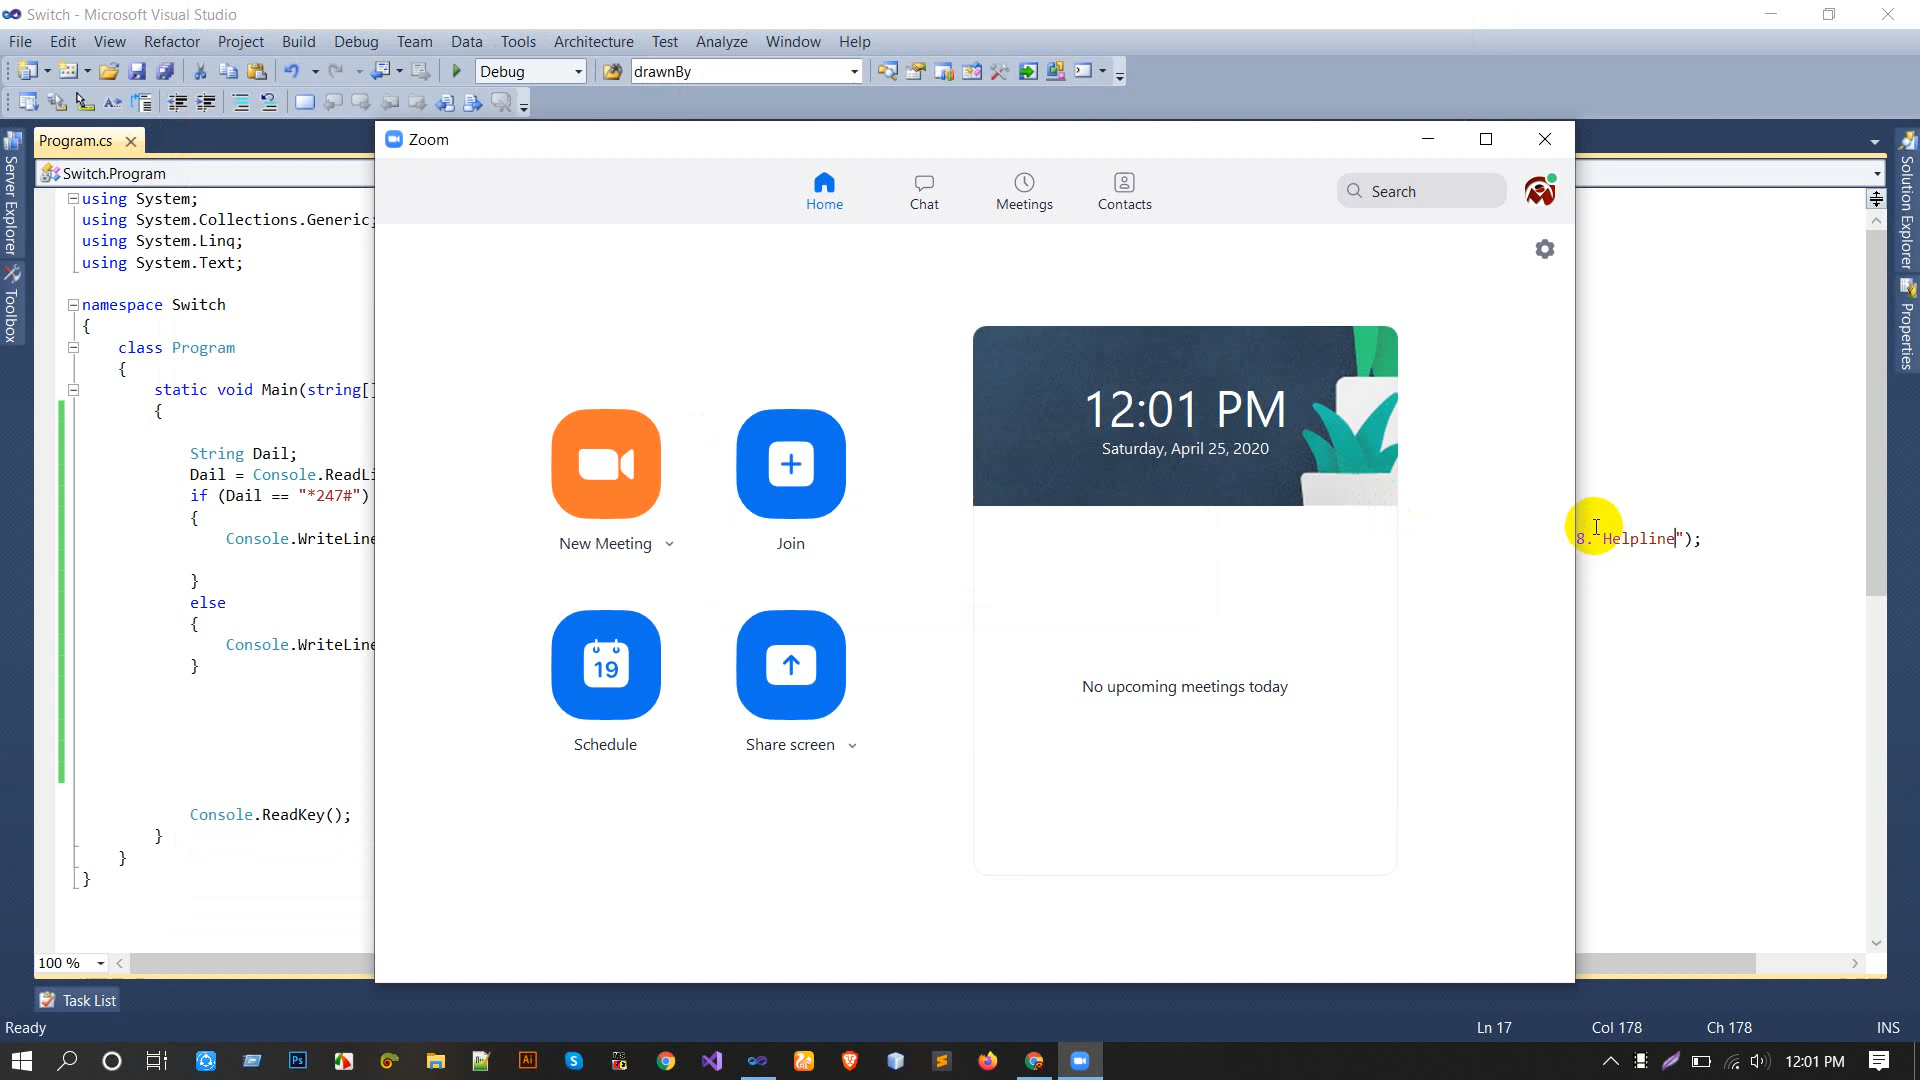 Switch - Microsoft Visual Studio
File Edit View Refactor Project Build Debug Team Data Tools Architecture Test Analyze Window Help
Debug drawnBy
Program.cs
Switch.Program
Server Explorer
Toolbox
Solution Explorer
Properties
using System;
using System.Collections.Generic;
using System.Linq;
using System.Text;
namespace Switch
{
class Program
{
static void Main(string[]
{
String Dail;
Dail = Console.ReadLi
if (Dail == "*247#")
{
Console.WriteLine
8. Helpline");
}
else
{
Console.WriteLine
}
Console.ReadKey();
}
}
}
Zoom
Home Chat Meetings Contacts
Search
12:01 PM
Saturday, April 25, 2020
New Meeting
Join
19
Schedule
Share screen
No upcoming meetings today
100 %
Task List
Ready Ln 17 Col 178 Ch 178 INS
Ps
Ai
12:01 PM